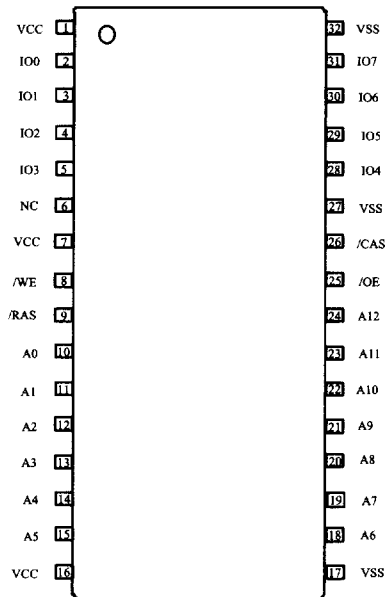 VCC 1 32 VSS
IO0 2 31 IO7
IO1 3 30 IO6
IO2 4 29 IO5
IO3 5 28 IO4
NC 6 27 VSS
VCC 7 26 /CAS
/WE 8 25 /OE
/RAS 9 24 A12
A0 10 23 A11
A1 11 22 A10
A2 12 21 A9
A3 13 20 A8
A4 14 19 A7
A5 15 18 A6
VCC 16 17 VSS